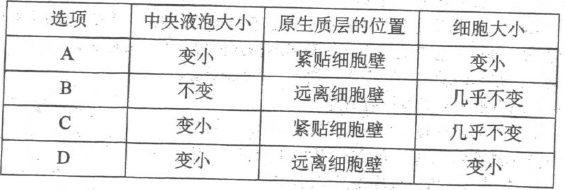 选项 中央液泡大小 原生质层的位置 细胞大小
A 变小 紧贴细胞壁 变小
B 不变 远离细胞壁 几乎不变
C 变小 紧贴细胞壁 几乎不变
D 变小 远离细胞壁 变小